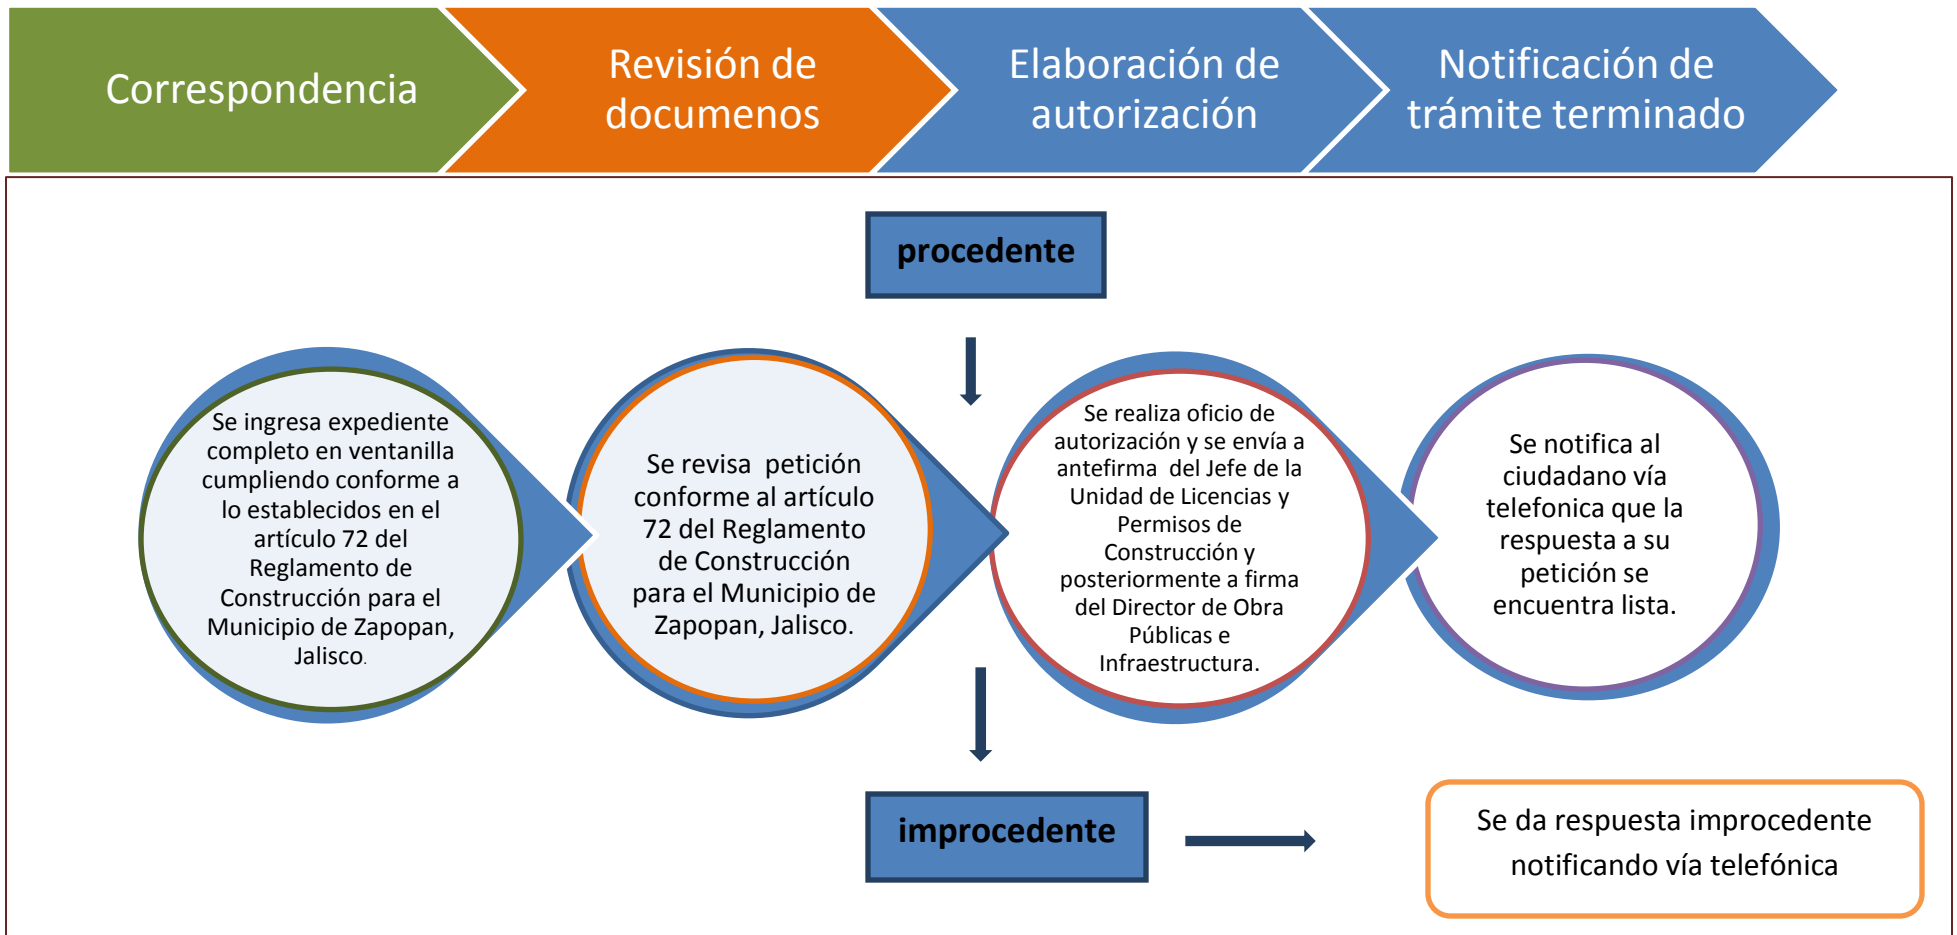 Correspondencia
Revisión de
documenos
Elaboración de
autorización
Notificación de
trámite terminado
procedente
Se ingresa expediente
completo en ventanilla
cumpliendo conforme a
lo establecidos en el
artículo 72 del
Reglamento de
Construcción para el
Municipio de Zapopan,
Jalisco.
Se revisa petición
conforme al artículo
72 del Reglamento
de Construcción
para el Municipio de
Zapopan, Jalisco.
Se realiza oficio de
autorización y se envía a
antefirma del Jefe de la
Unidad de Licencias y
Permisos de
Construcción y
posteriormente a firma
del Director de Obra
Públicas e
Infraestructura.
Se notifica al
ciudadano vía
telefonica que la
respuesta a su
petición se
encuentra lista.
improcedente
Se da respuesta improcedente
notificando vía telefónica